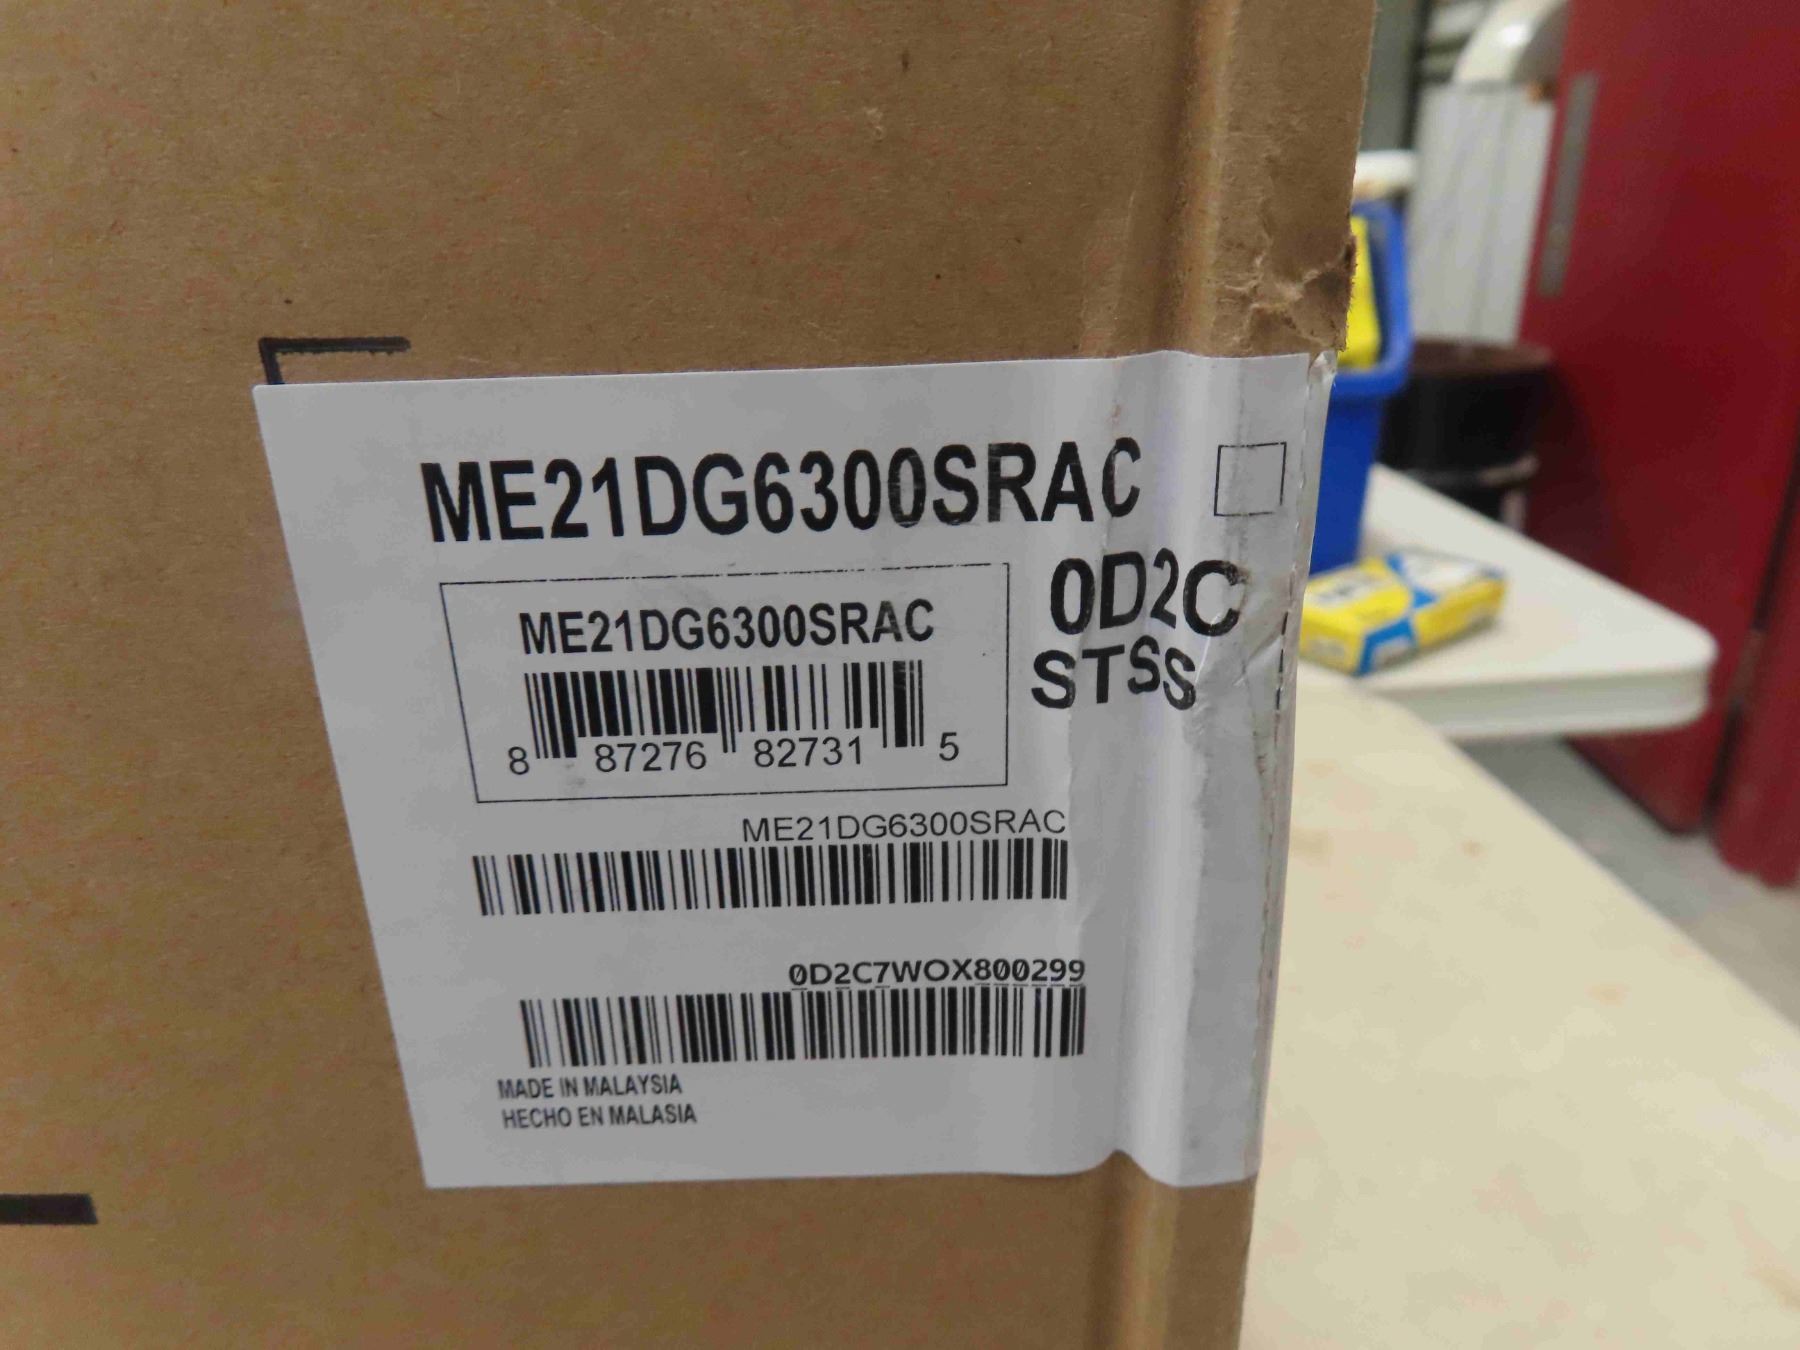 ME21DG6300SRAC
0D2C
STSS
ME21DG6300SRAC
8 87276 82731 5
ME21DG6300SRAC
0D2C7WOX800299
MADE IN MALAYSIA
HECHO EN MALASIA